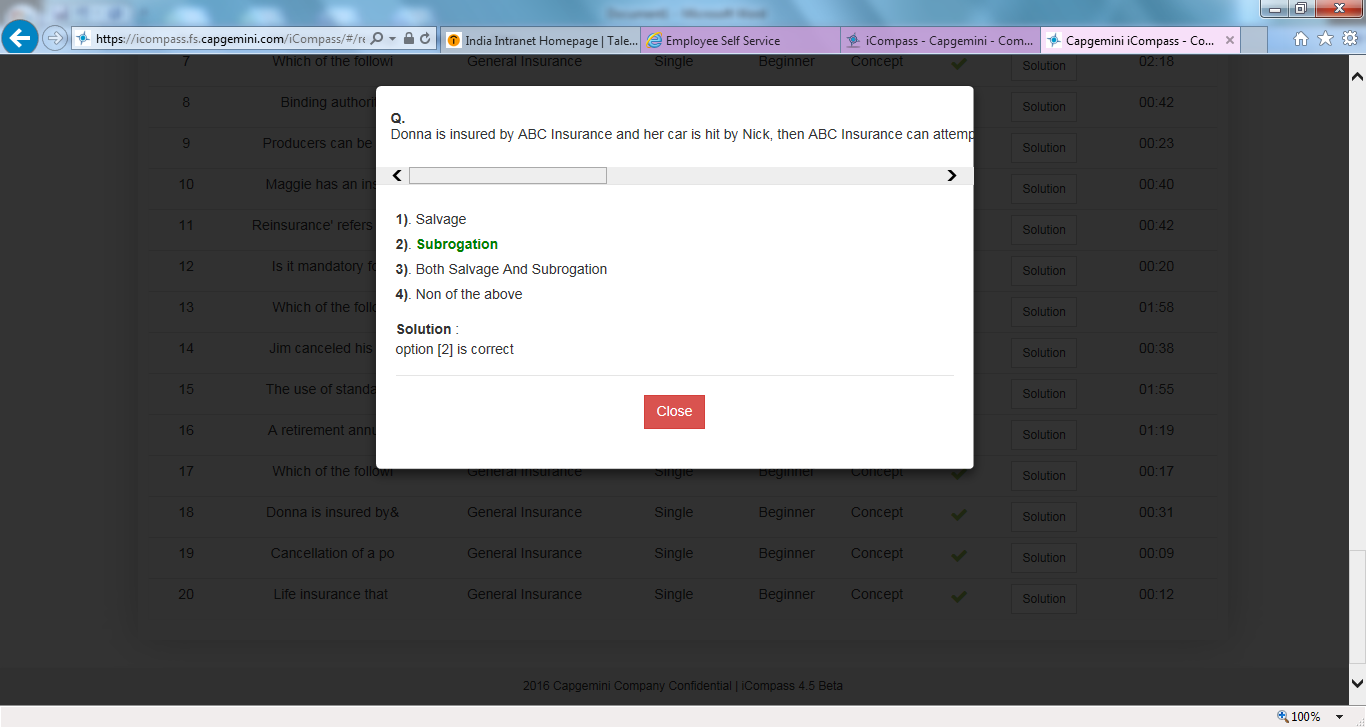 Document1 - Microsoft Word
https://icompass.fs.capgemini.com/iCompass/#/re
India Intranet Homepage | Tale...
Employee Self Service
iCompass - Capgemini - Com...
Capgemini iCompass - Co...
7 Which of the followi General Insurance Single Beginner Concept Solution 02:18
8 Binding authorit Solution 00:42
9 Producers can be Solution 00:23
10 Maggie has an ins Solution 00:40
11 Reinsurance' refers Solution 00:42
12 Is it mandatory fo Solution 00:20
13 Which of the follo Solution 01:58
14 Jim canceled his Solution 00:38
15 The use of standa Solution 01:55
16 A retirement annu Solution 01:19
17 Which of the followi General Insurance Single Beginner Concept Solution 00:17
18 Donna is insured by& General Insurance Single Beginner Concept Solution 00:31
19 Cancellation of a po General Insurance Single Beginner Concept Solution 00:09
20 Life insurance that General Insurance Single Beginner Concept Solution 00:12
Q.
Donna is insured by ABC Insurance and her car is hit by Nick, then ABC Insurance can attemp
1). Salvage
2). Subrogation
3). Both Salvage And Subrogation
4). Non of the above
Solution :
option [2] is correct
Close
2016 Capgemini Company Confidential | iCompass 4.5 Beta
100%